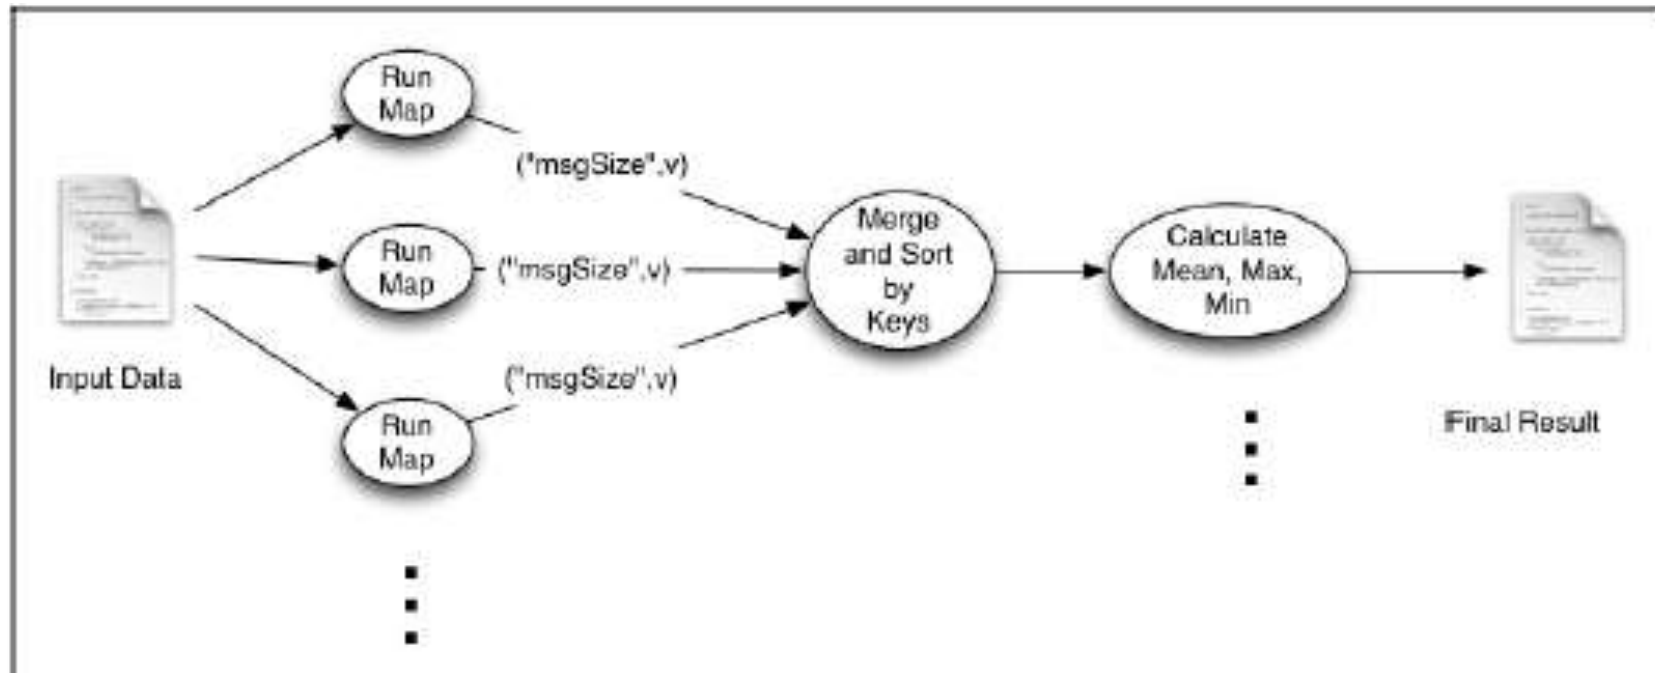 Run
Map
("msgSize",v)
Run
Map
("msgSize",v)
Merge
and Sort
by
Keys
Calculate
Mean, Max,
Min
Input Data
("msgSize",v)
Run
Map
Final Result